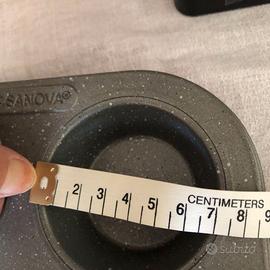 SANOVA®
CENTIMETERS
2 3 4 5 6 7 8 9
subito